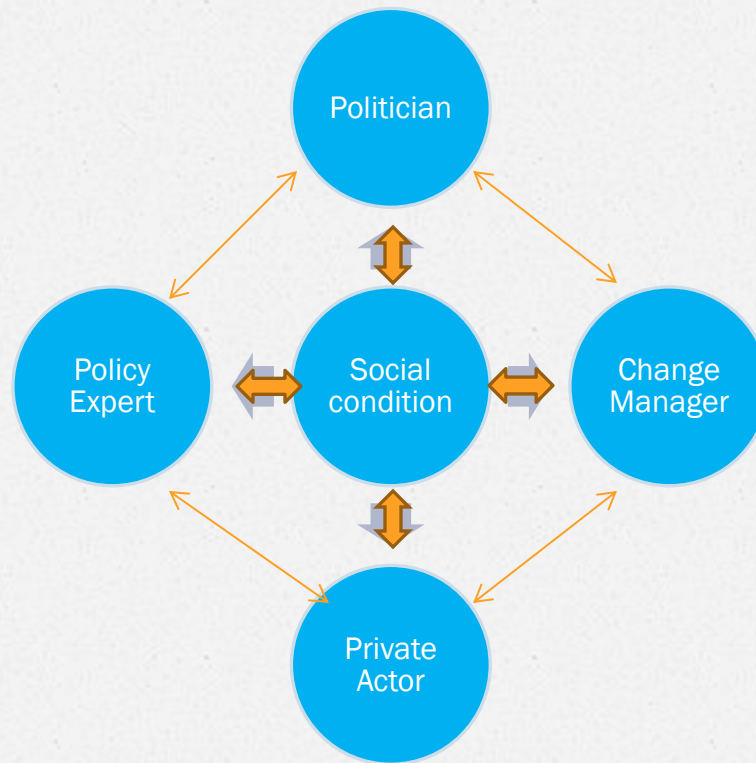 Politician
Policy
Expert
Social
condition
Change
Manager
Private
Actor